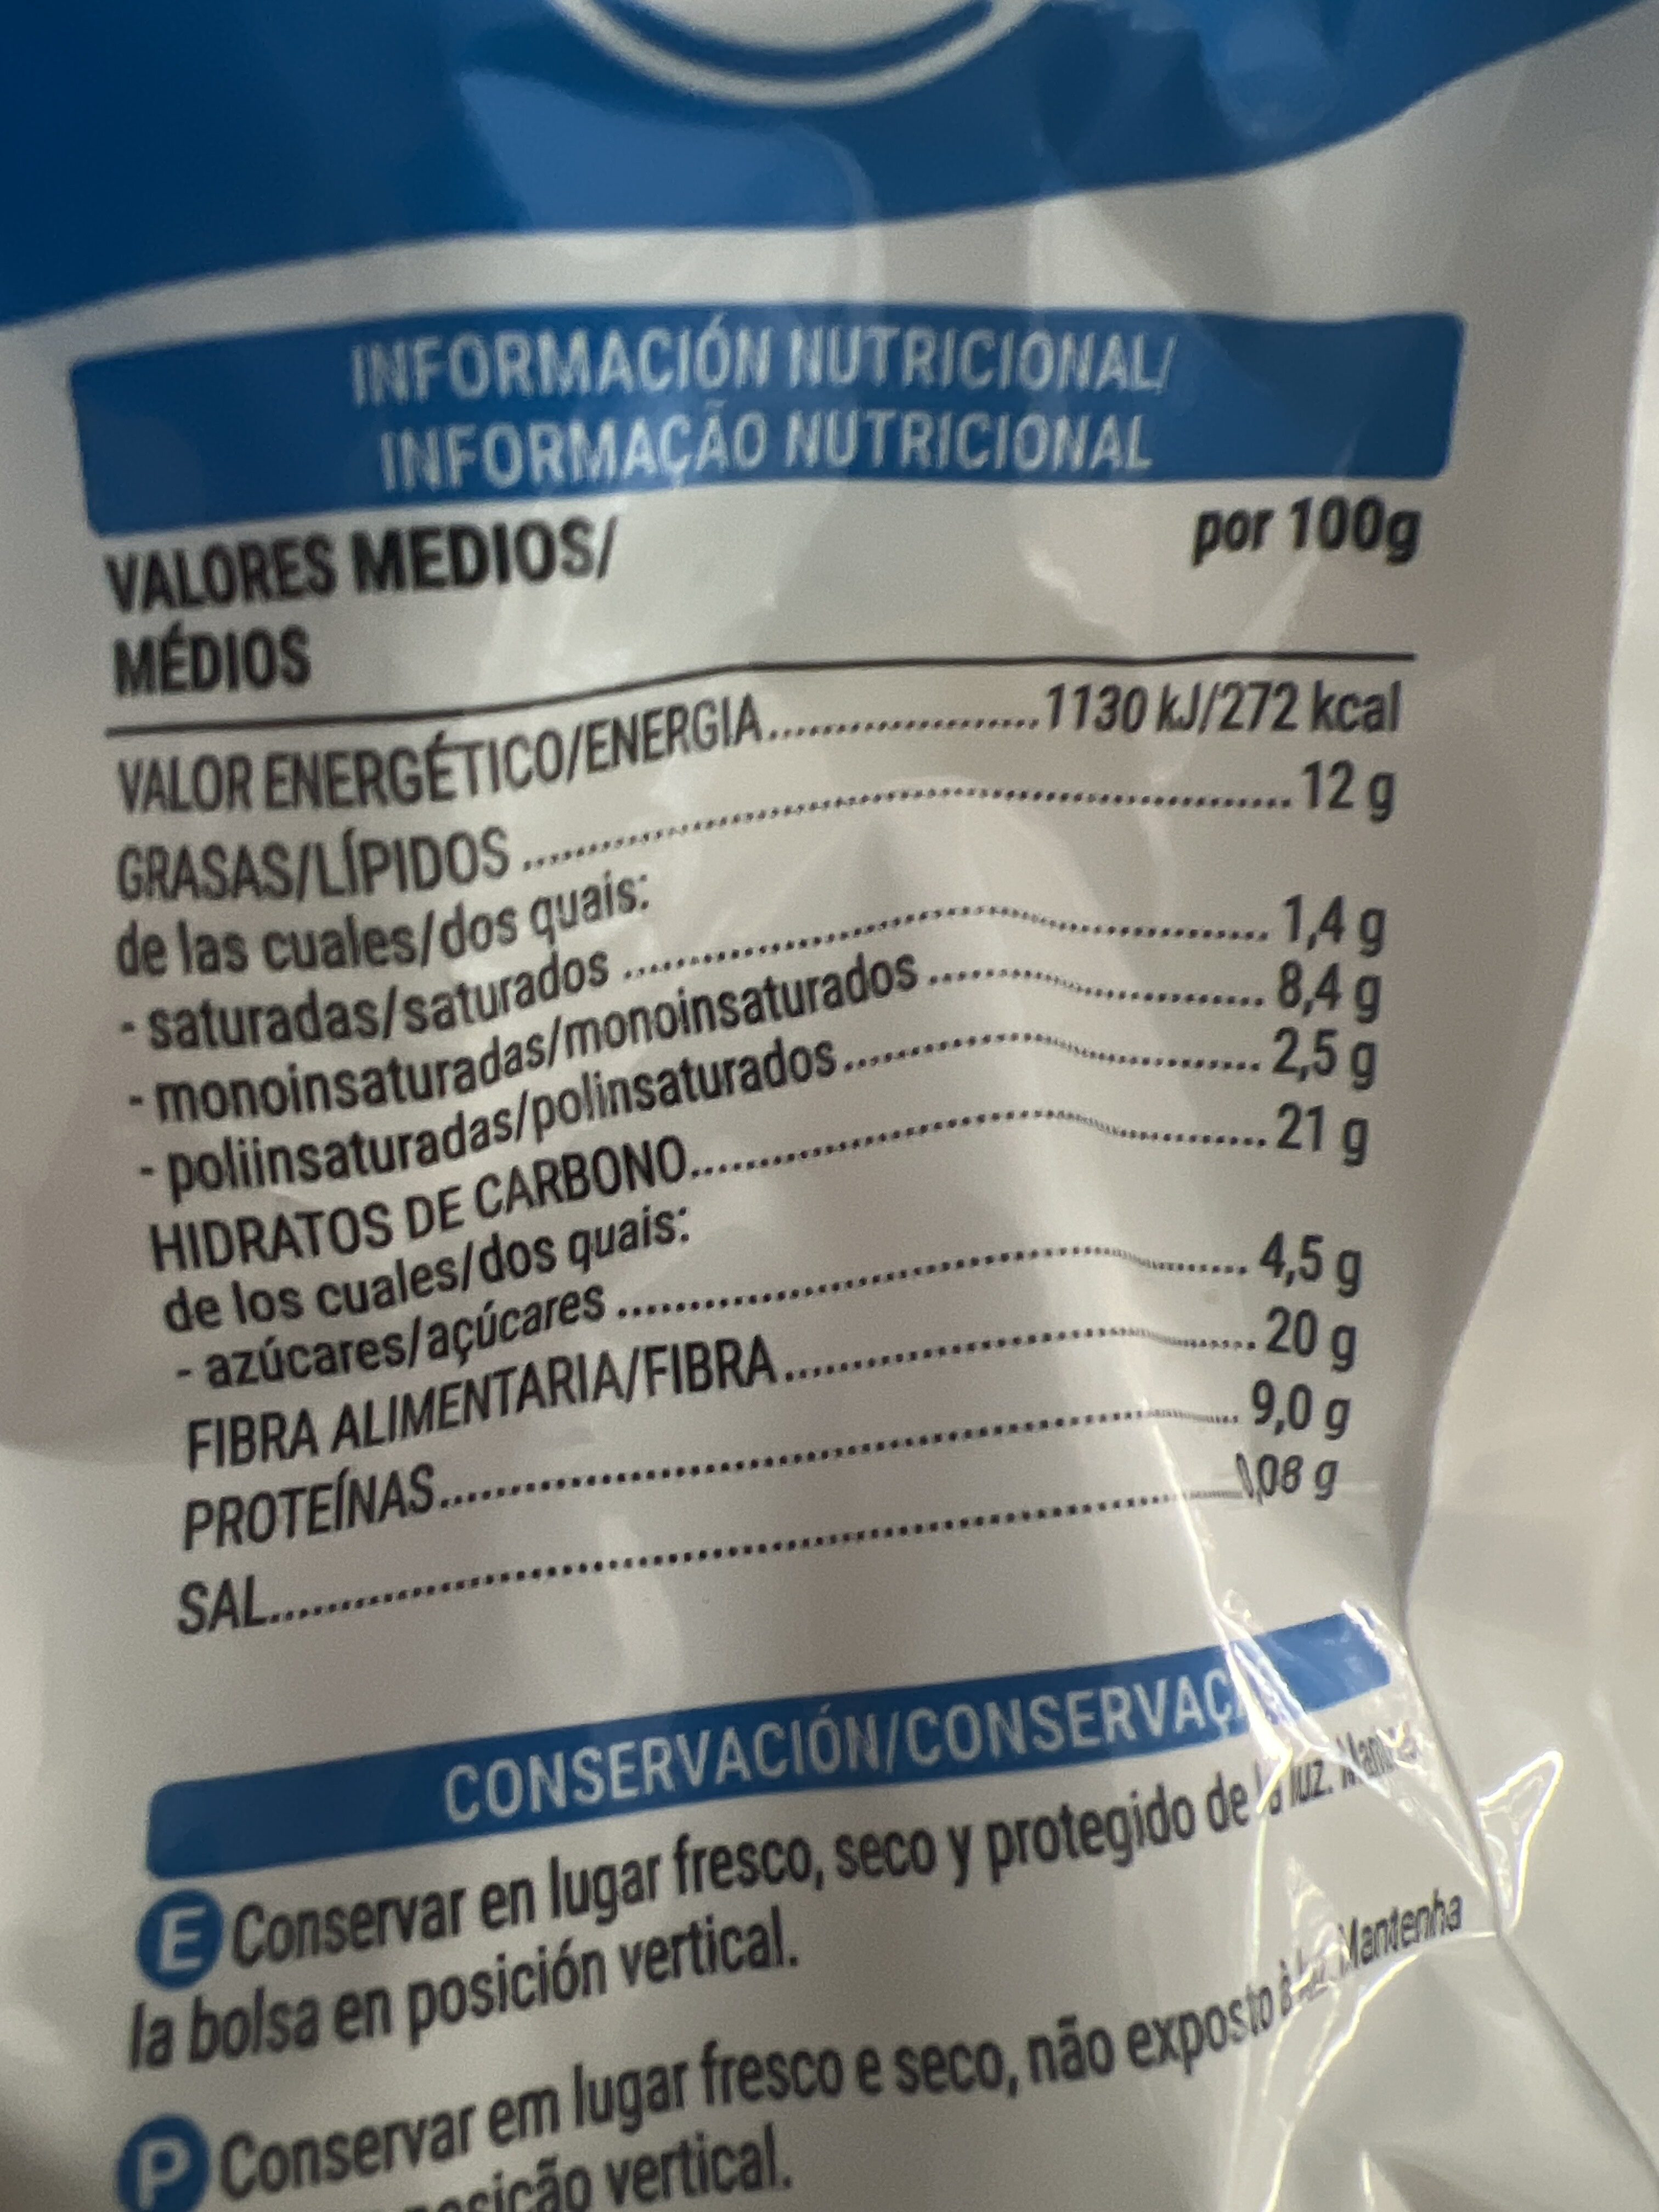 INFORMACIÓN NUTRICIONAL/
INFORMAÇÃO NUTRICIONAL
VALORES MEDIOS/ por 100g
MÉDIOS
VALOR ENERGÉTICO/ENERGIA....................1130 kJ/272 kcal
GRASAS/LÍPIDOS.................... 12 g
de las cuales/dos quais:
- saturadas/saturados.................... 1,4 g
- monoinsaturadas/monoinsaturados.................... 8,4 g
- poliinsaturadas/polinsaturados.................... 2,5 g
HIDRATOS DE CARBONO.................... 21 g
de los cuales/dos quais:
- azúcares/açúcares.................... 4,5 g
FIBRA ALIMENTARIA/FIBRA.................... 20 g
PROTEÍNAS.................... 9,0 g
SAL.................... 0,08 g
CONSERVACIÓN/
E Conservar en lugar fresco, seco y protegido de la luz.
la bolsa en posición vertical.
P Conservar em lugar fresco e seco, não exposto à luz. Mantenha
vertical.